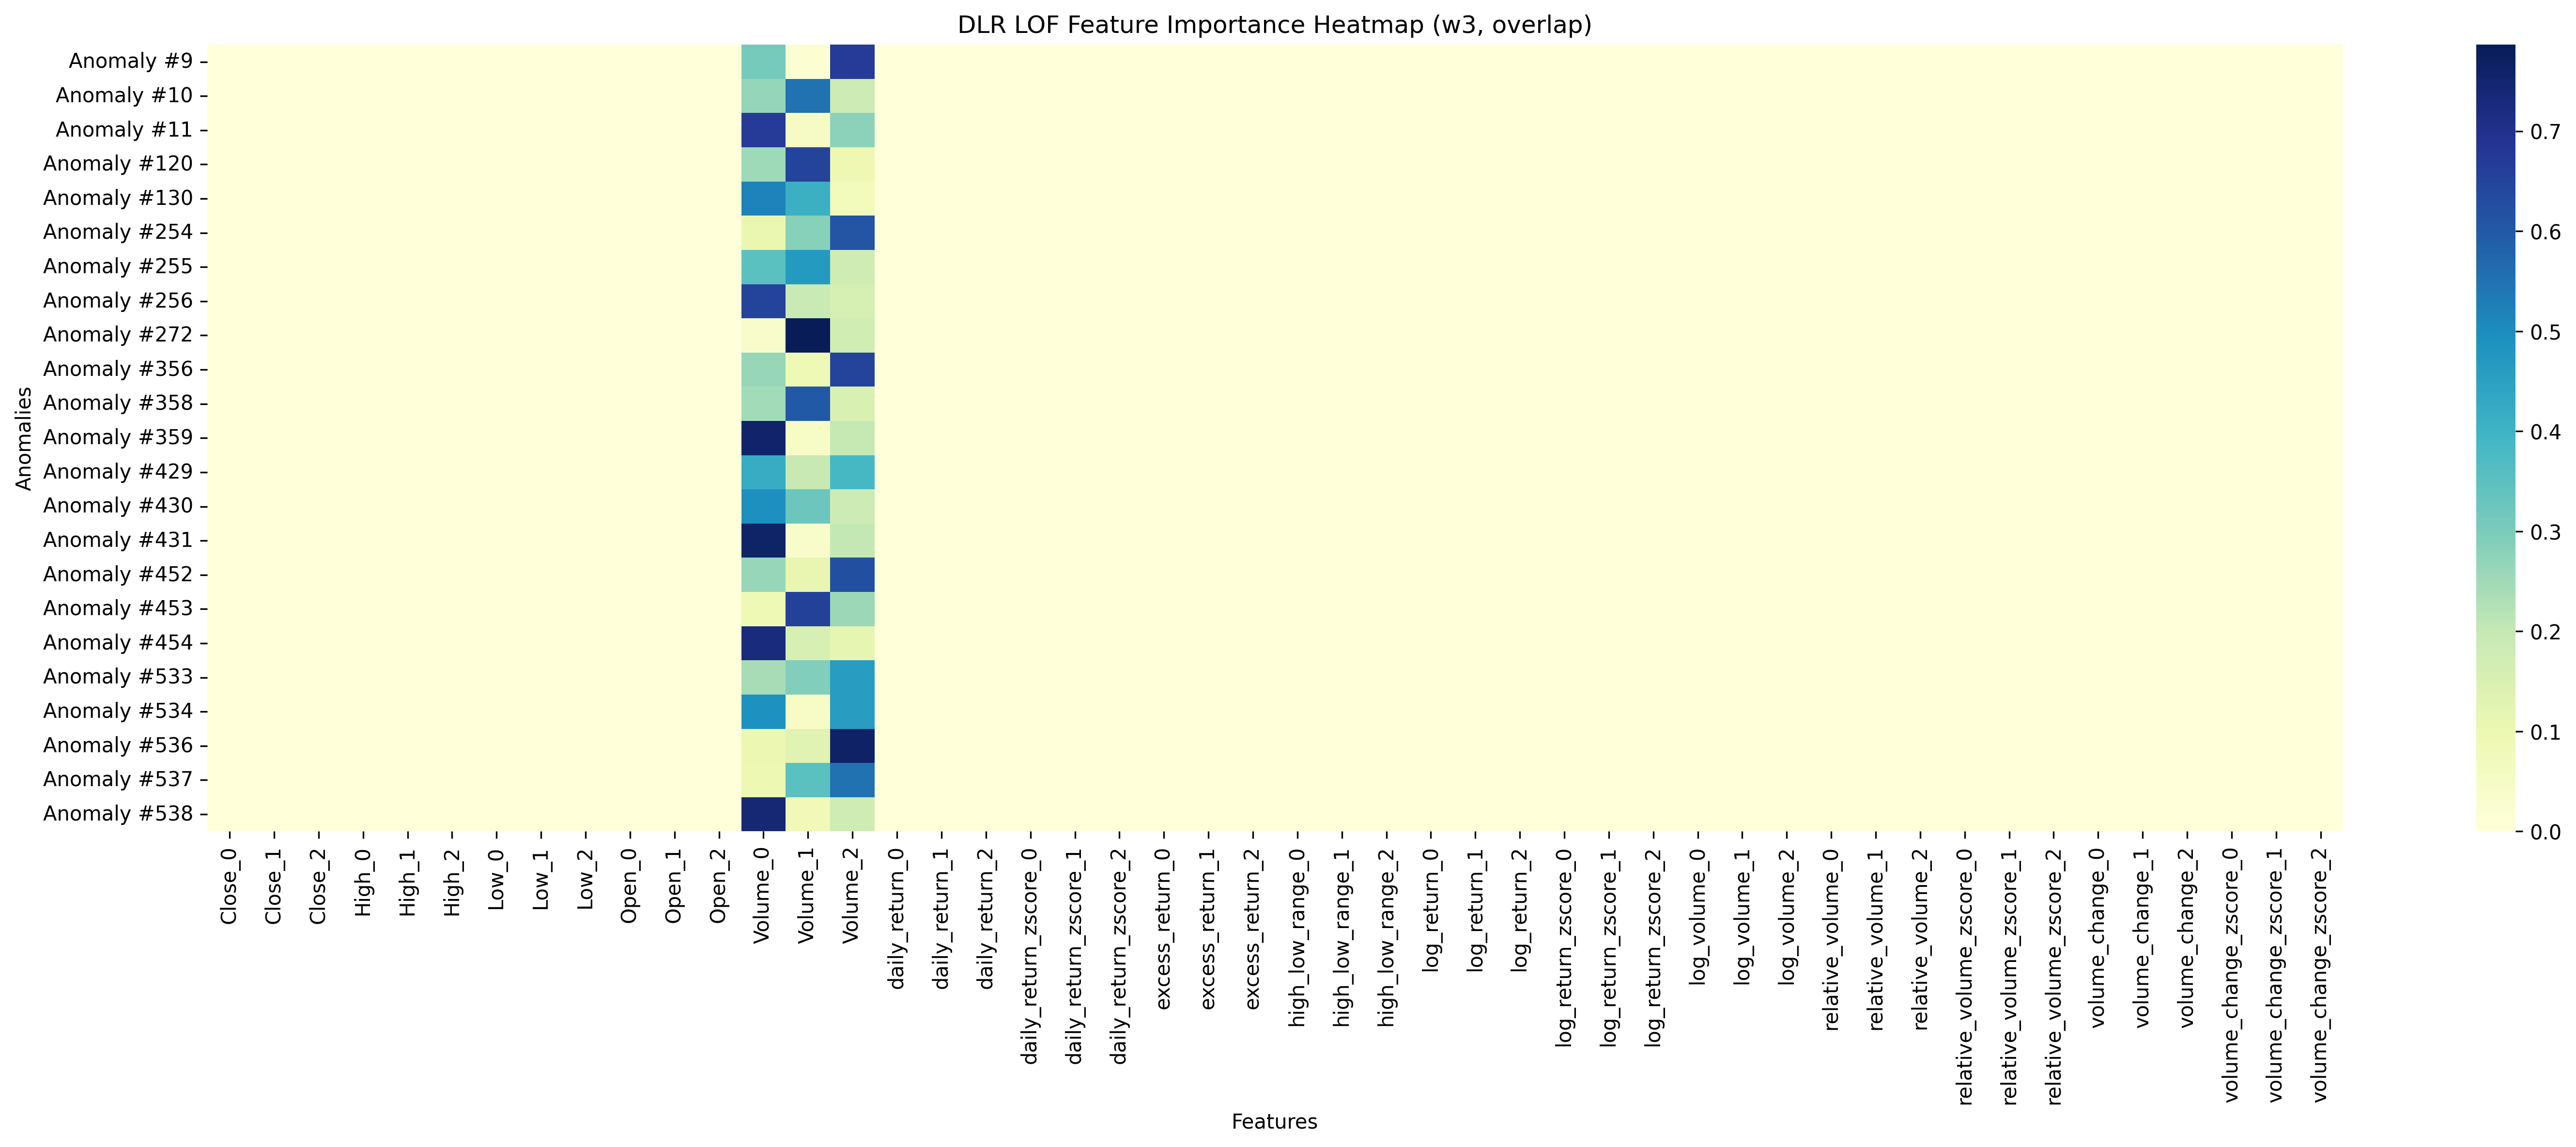 DLR LOF Feature Importance Heatmap (w3, overlap)
Anomalies
Anomaly #9
Anomaly #10
Anomaly #11
Anomaly #120
Anomaly #130
Anomaly #254
Anomaly #255
Anomaly #256
Anomaly #272
Anomaly #356
Anomaly #358
Anomaly #359
Anomaly #429
Anomaly #430
Anomaly #431
Anomaly #452
Anomaly #453
Anomaly #454
Anomaly #533
Anomaly #534
Anomaly #536
Anomaly #537
Anomaly #538
Close_0
Close_1
Close_2
High_0
High_1
High_2
Low_0
Low_1
Low_2
Open_0
Open_1
Open_2
Volume_0
Volume_1
Volume_2
daily_return_0
daily_return_1
daily_return_2
daily_return_zscore_0
daily_return_zscore_1
daily_return_zscore_2
excess_return_0
excess_return_1
excess_return_2
high_low_range_0
high_low_range_1
high_low_range_2
log_return_0
log_return_1
log_return_2
log_return_zscore_0
log_return_zscore_1
log_return_zscore_2
log_volume_0
log_volume_1
log_volume_2
relative_volume_0
relative_volume_1
relative_volume_2
relative_volume_zscore_0
relative_volume_zscore_1
relative_volume_zscore_2
volume_change_0
volume_change_1
volume_change_2
volume_change_zscore_0
volume_change_zscore_1
volume_change_zscore_2
Features
0.7
0.6
0.5
0.4
0.3
0.2
0.1
0.0